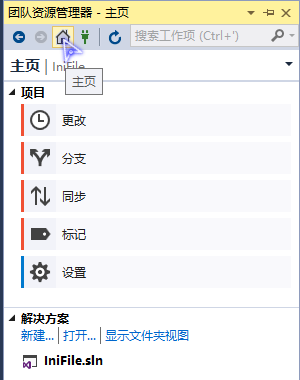 团队资源管理器 - 主页
搜索工作项 (Ctrl+')
主页 | IniFile
主页
项目
更改
分支
同步
标记
设置
解决方案
新建... | 打开... | 显示文件夹视图
IniFile.sln